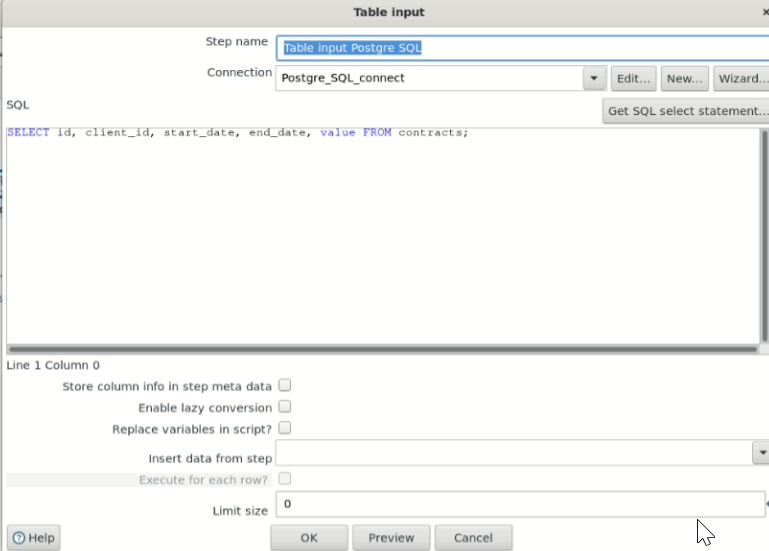 Table input
Step name Table input Postgre SQL
Connection Postgre_SQL_connect Edit... New... Wizard...
SQL
Get SQL select statement...
SELECT id, client_id, start_date, end_date, value FROM contracts;
Line 1 Column 0
Store column info in step meta data
Enable lazy conversion
Replace variables in script?
Insert data from step
Execute for each row?
Limit size 0
Help OK Preview Cancel